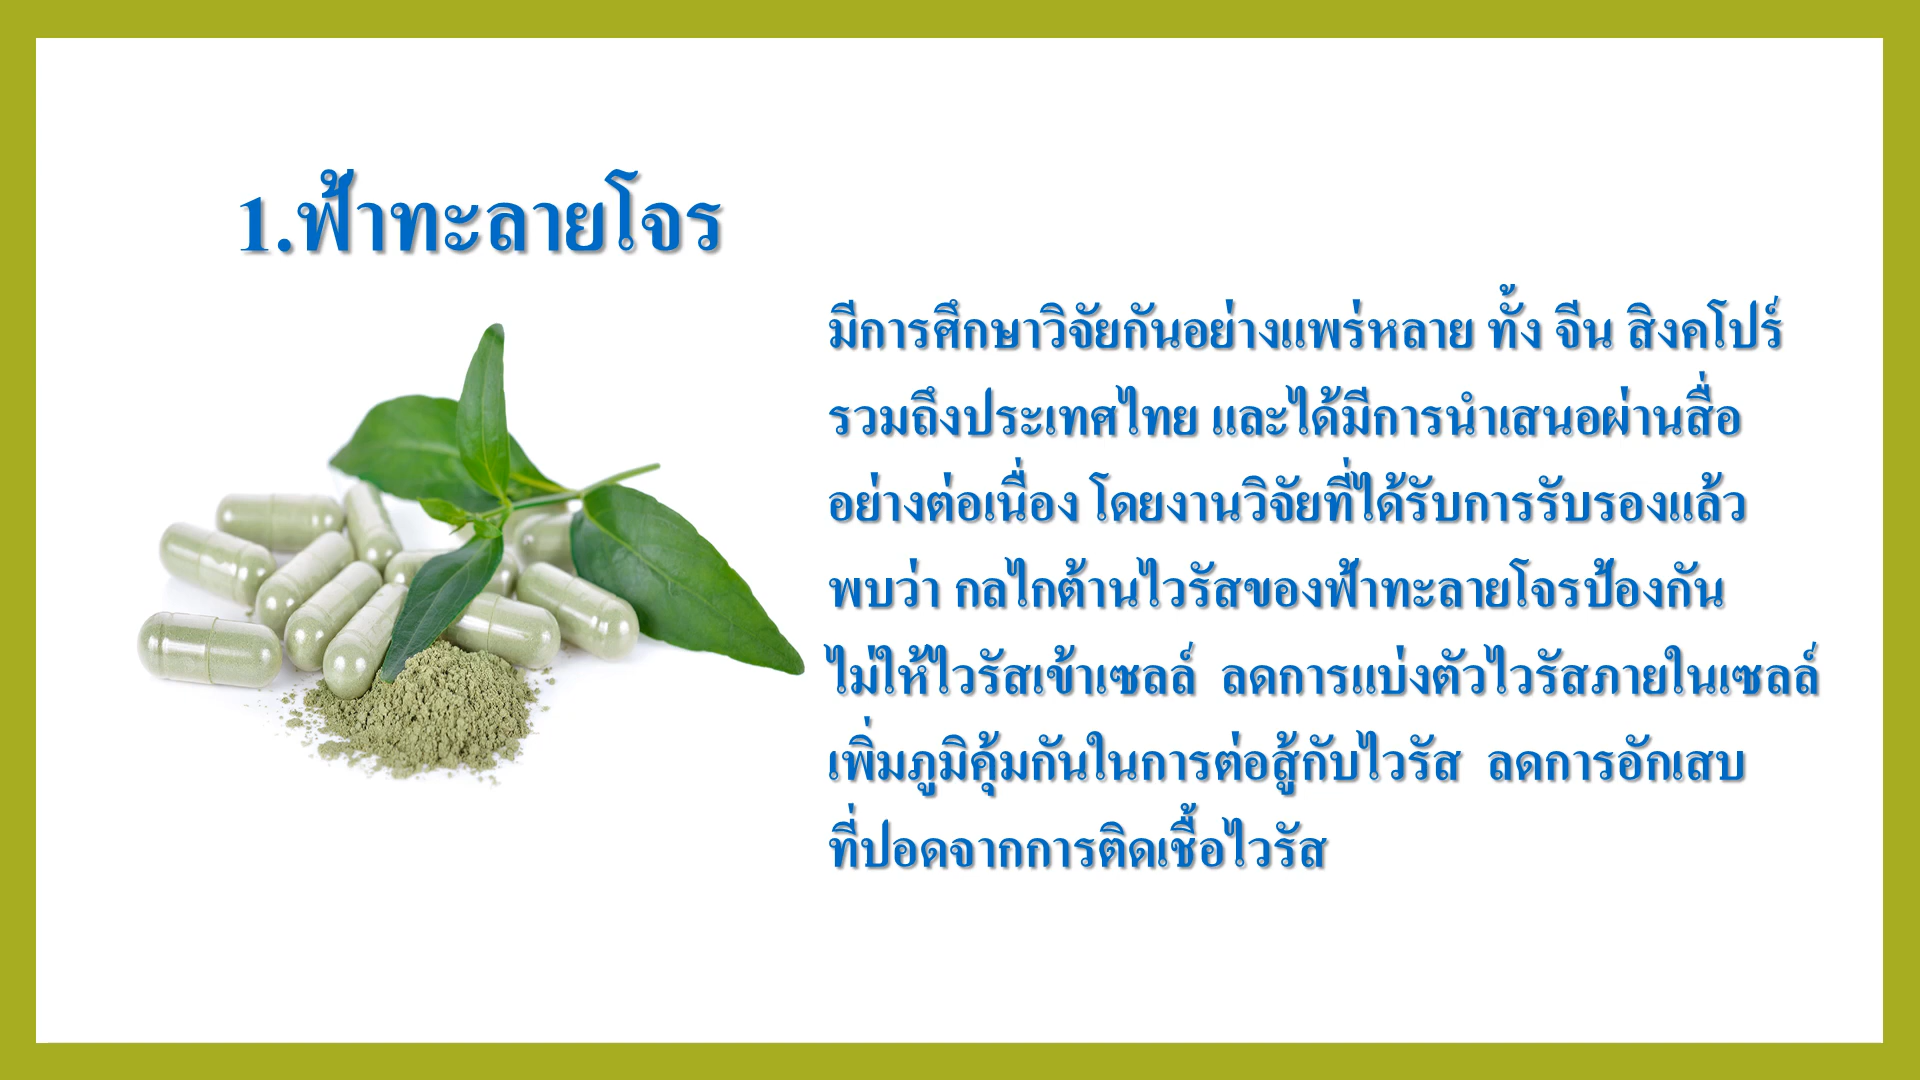 1.ฟ้าทะลายโจร
มีการศึกษาวิจัยกันอย่างแพร่หลาย ทั้ง จีน สิงคโปร์
รวมถึงประเทศไทย และได้มีการนำเสนอผ่านสื่อ
อย่างต่อเนื่อง โดยงานวิจัยที่ได้รับการรับรองแล้ว
พบว่า กลไกต้านไวรัสของฟ้าทะลายโจรป้องกัน
ไม่ให้ไวรัสเข้าเซลล์ ลดการแบ่งตัวไวรัสภายในเซลล์
เพิ่มภูมิคุ้มกันในการต่อสู้กับไวรัส ลดการอักเสบ
ที่ปอดจากการติดเชื้อไวรัส